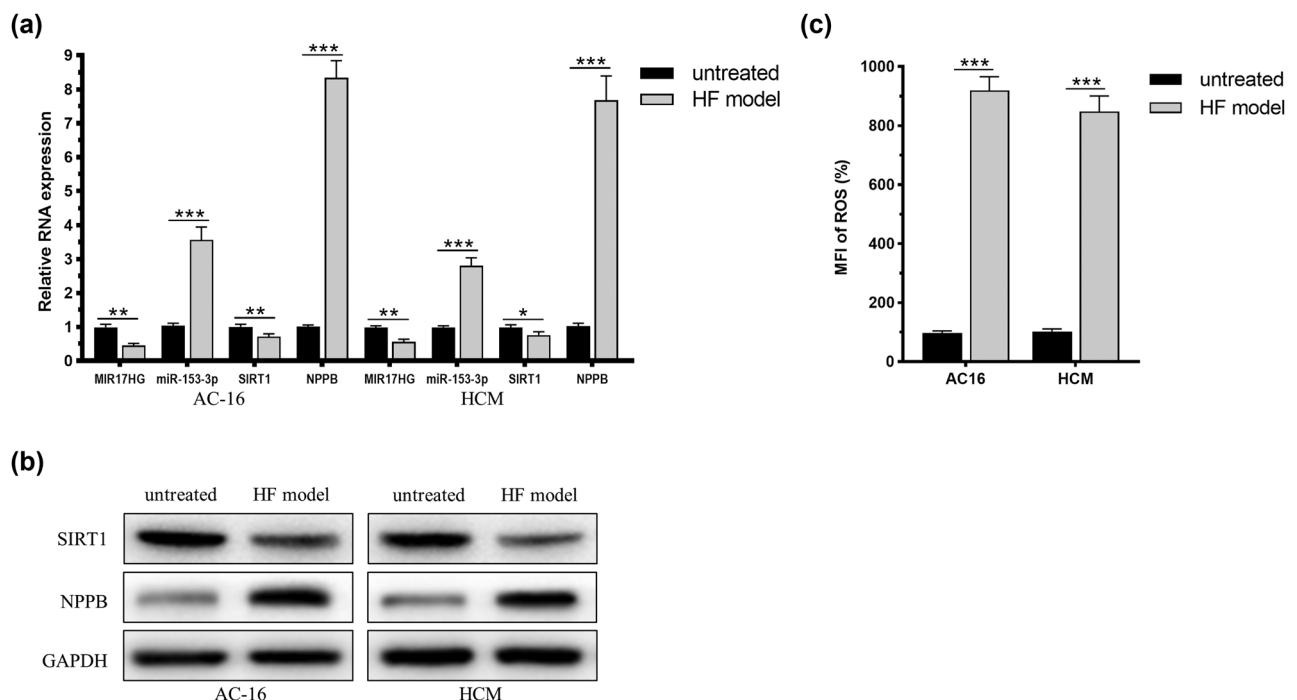 (a)
Relative RNA expression
9
8
7
6
5
4
3
2
1
0
** *** ** *** ** *** * ***
MIR17HG miR-153-3p SIRT1 NPPB MIR17HG miR-153-3p SIRT1 NPPB
AC-16 HCM
untreated
HF model
(c)
MFI of ROS (%)
1000
800
600
400
200
0
*** ***
AC16 HCM
untreated
HF model
(b)
untreated HF model untreated HF model
SIRT1
NPPB
GAPDH
AC-16 HCM